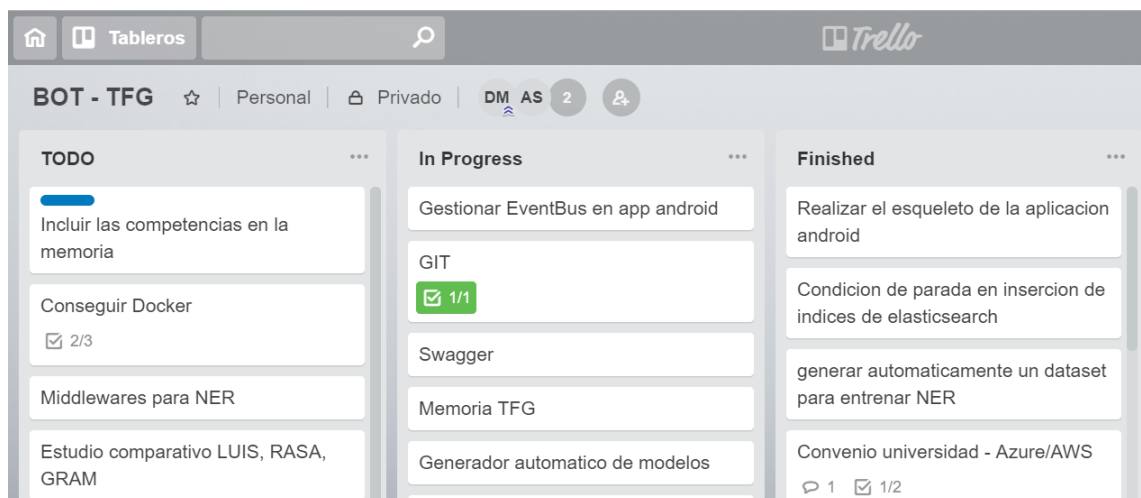 Tableros
Trello
BOT - TFG
Personal
Privado
DM
AS
2
TODO
Incluir las competencias en la
memoria
Conseguir Docker
2/3
Middlewares para NER
Estudio comparativo LUIS, RASA,
GRAM
In Progress
Gestionar EventBus en app android
GIT
1/1
Swagger
Memoria TFG
Generador automatico de modelos
Finished
Realizar el esqueleto de la aplicacion
android
Condicion de parada en insercion de
indices de elasticsearch
generar automaticamente un dataset
para entrenar NER
Convenio universidad - Azure/AWS
1
1/2